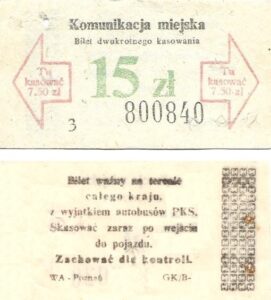 Komunikacja miejska
Bilet dwukrotnego kasowania
Tu
kasować
7.50 zł
15 zł
Tu
kasować
7.50 zł
3 800840
Bilet ważny na terenie
całego kraju,
z wyjątkiem autobusów PKS.
Skasować zaraz po wejściu
do pojazdu.
Zachować dla kontroli.
WA - Poznań GK/B-